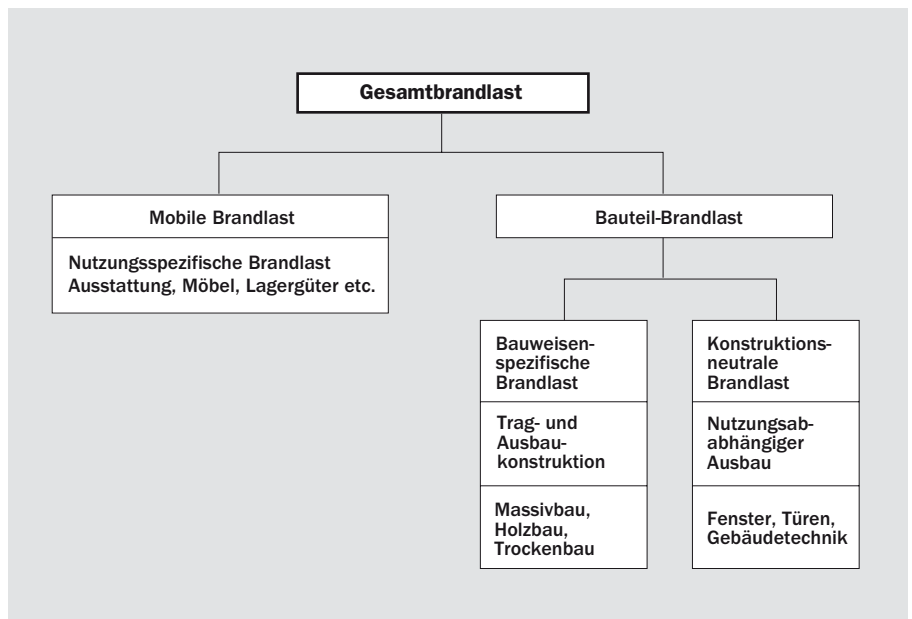 Gesamtbrandlast
Mobile Brandlast
Nutzungsspezifische Brandlast
Ausstattung, Möbel, Lagergüter etc.
Bauteil-Brandlast
Bauweisen-
spezifische
Brandlast
Trag- und
Ausbau-
konstruktion
Massivbau,
Holzbau,
Trockenbau
Konstruktions-
neutrale
Brandlast
Nutzungsab-
abhängiger
Ausbau
Fenster, Türen,
Gebäudetechnik